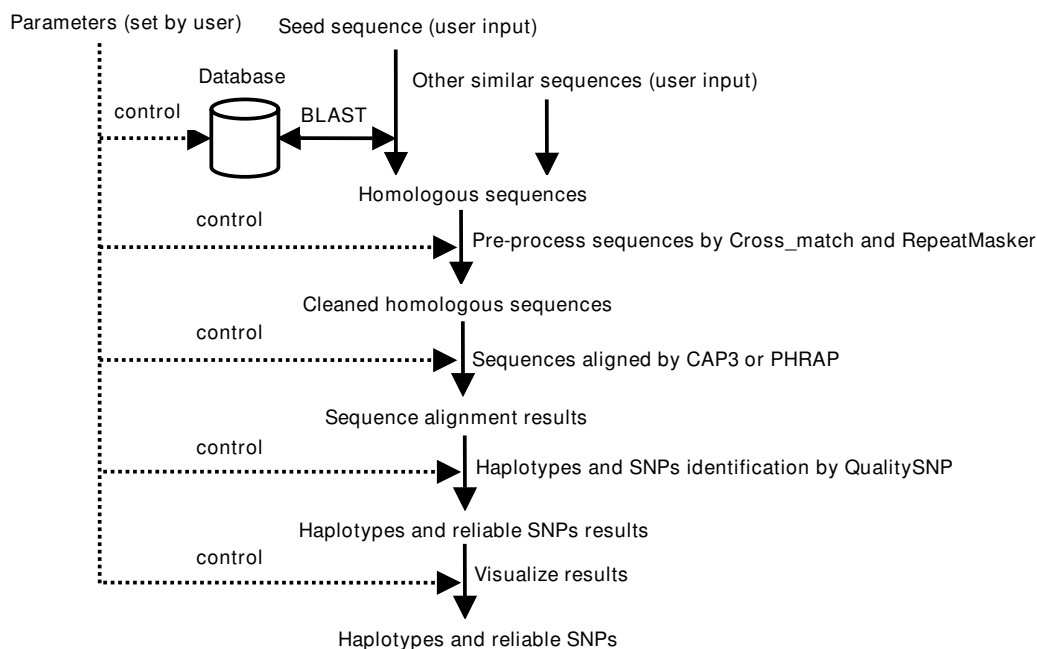 Parameters (set by user)
Seed sequence (user input)
Database
Other similar sequences (user input)
control
BLAST
Homologous sequences
control
Pre-process sequences by Cross_match and RepeatMasker
Cleaned homologous sequences
control
Sequences aligned by CAP3 or PHRAP
Sequence alignment results
control
Haplotypes and SNPs identification by QualitySNP
Haplotypes and reliable SNPs results
control
Visualize results
Haplotypes and reliable SNPs